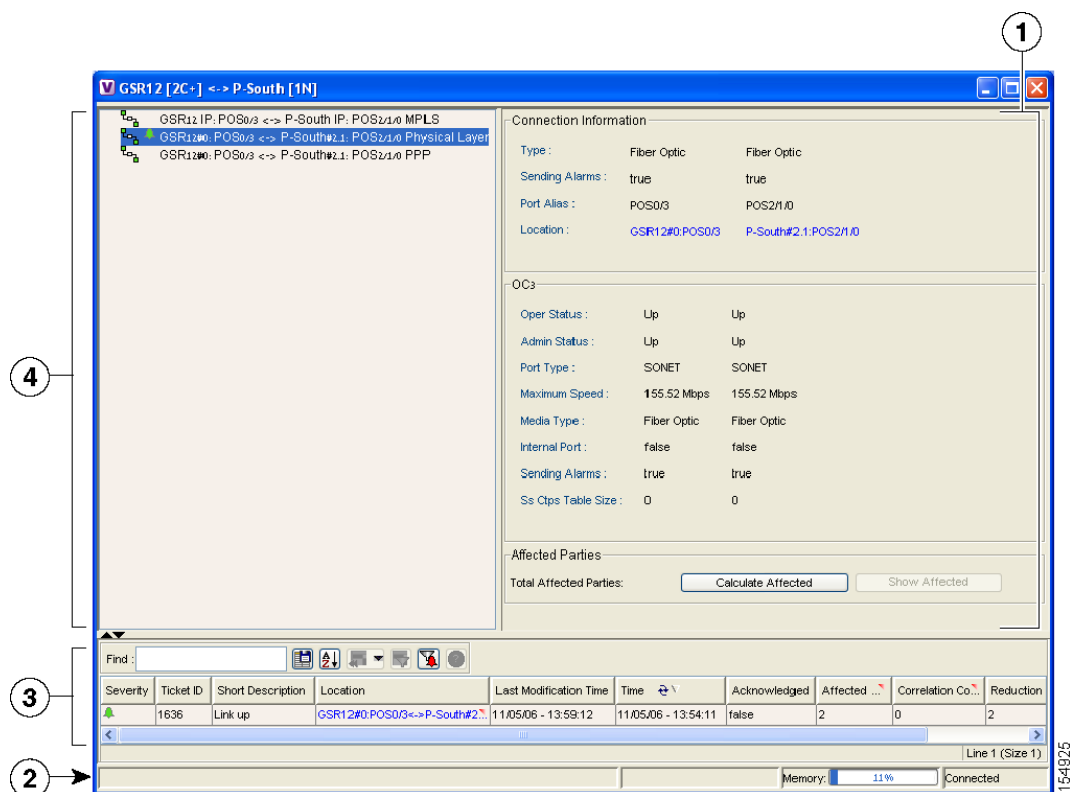 1
GSR12 [2C+] <-> P-South [1N]
GSR12 IP: POS0/3 <-> P-South IP: POS2/1/0 MPLS
GSR12#0: POS0/3 <-> P-South#2.1: POS2/1/0 Physical Layer
GSR12#0: POS0/3 <-> P-South#2.1: POS2/1/0 PPP
Connection Information
Type : Fiber Optic Fiber Optic
Sending Alarms : true true
Port Alias : POS0/3 POS2/1/0
Location : GSR12#0:POS0/3 P-South#2.1:POS2/1/0
OC3
Oper Status : Up Up
Admin Status : Up Up
Port Type : SONET SONET
Maximum Speed : 155.52 Mbps 155.52 Mbps
Media Type : Fiber Optic Fiber Optic
Internal Port : false false
Sending Alarms : true true
Ss Ctps Table Size : 0 0
Affected Parties
Total Affected Parties: Calculate Affected Show Affected
4
Find :
3
Severity Ticket ID Short Description Location Last Modification Time Time Acknowledged Affected ... Correlation Co... Reduction
1636 Link up GSR12#0:POS0/3<->P-South#2... 11/05/06 - 13:59:12 11/05/06 - 13:54:11 false 2 0 2
Line 1 (Size 1)
2
Memory: 11% Connected
154925